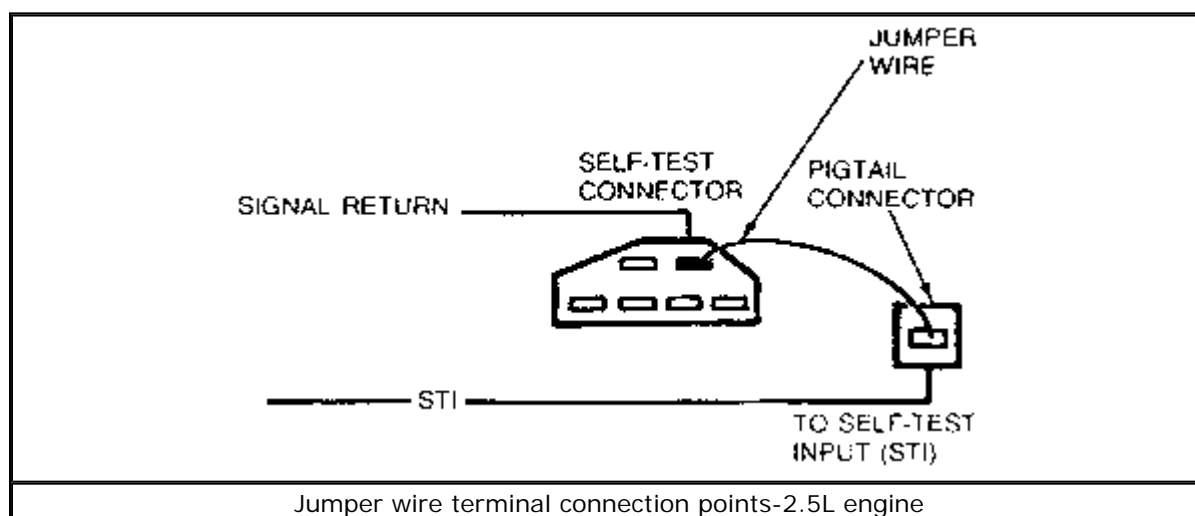 JUMPER
WIRE
SELF-TEST
CONNECTOR
PIGTAIL
CONNECTOR
SIGNAL RETURN
STI
TO SELF-TEST
INPUT (STI)
Jumper wire terminal connection points-2.5L engine